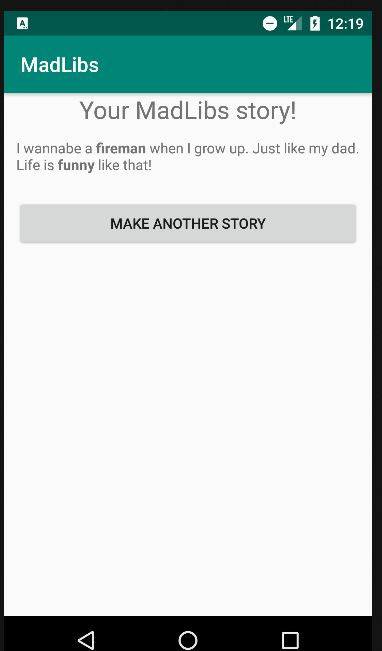 A
LTE
12:19
MadLibs
Your MadLibs story!
I wannabe a fireman when I grow up. Just like my dad.
Life is funny like that!
MAKE ANOTHER STORY